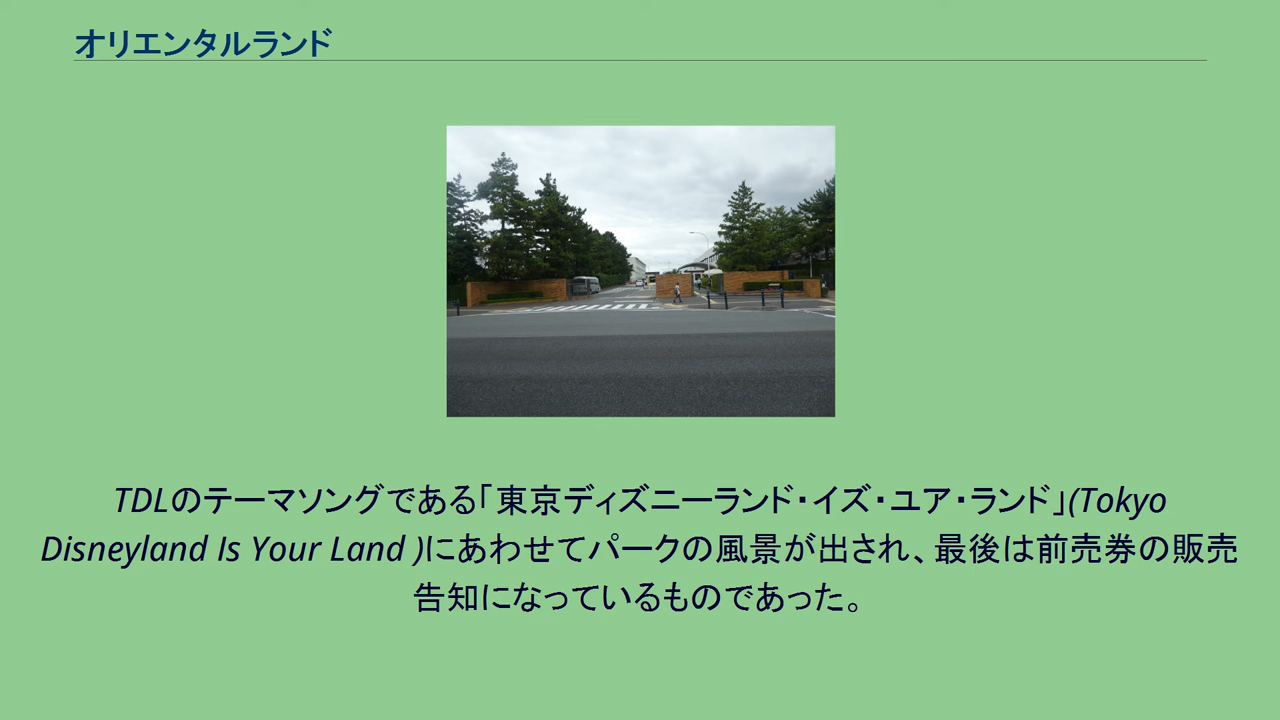 オリエンタルランド
TDLのテーマソングである「東京ディズニーランド・イズ・ユア・ランド」(Tokyo
Disneyland Is Your Land )にあわせてパークの風景が出され、最後は前売券の販売
告知になっているものであった。